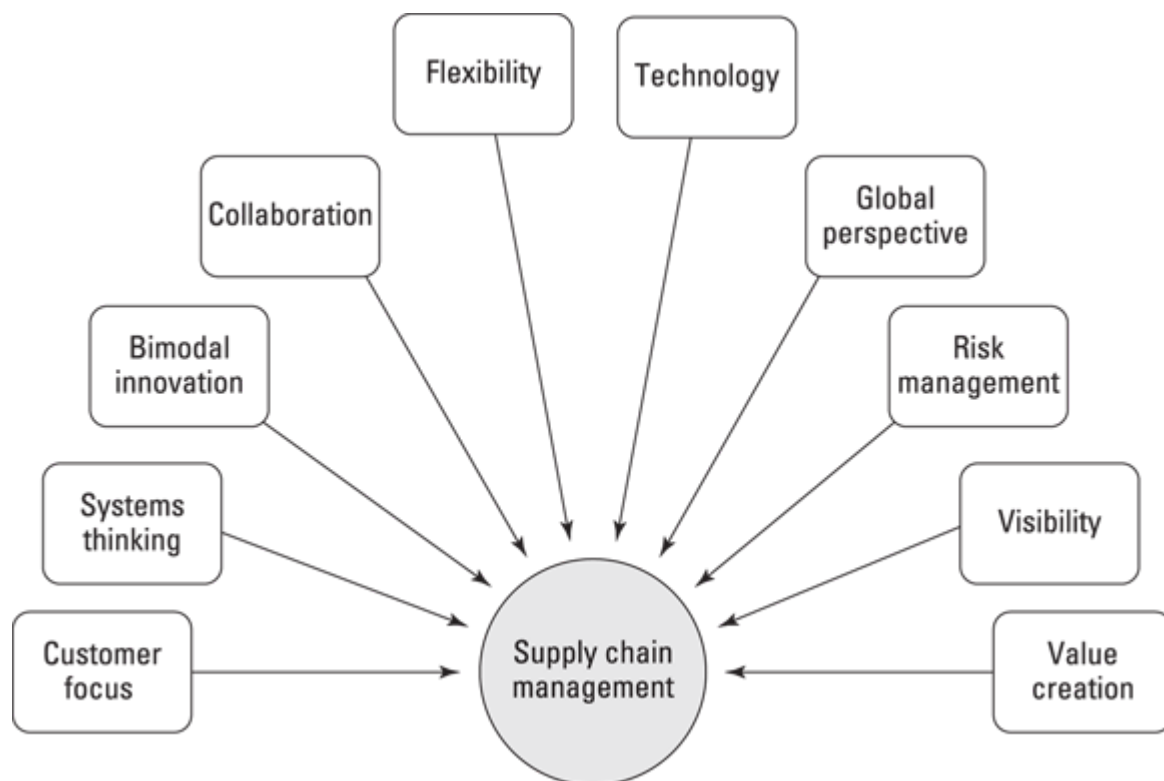 Flexibility
Technology
Collaboration
Global
perspective
Bimodal
innovation
Risk
management
Systems
thinking
Visibility
Customer
focus
Supply chain
management
Value
creation